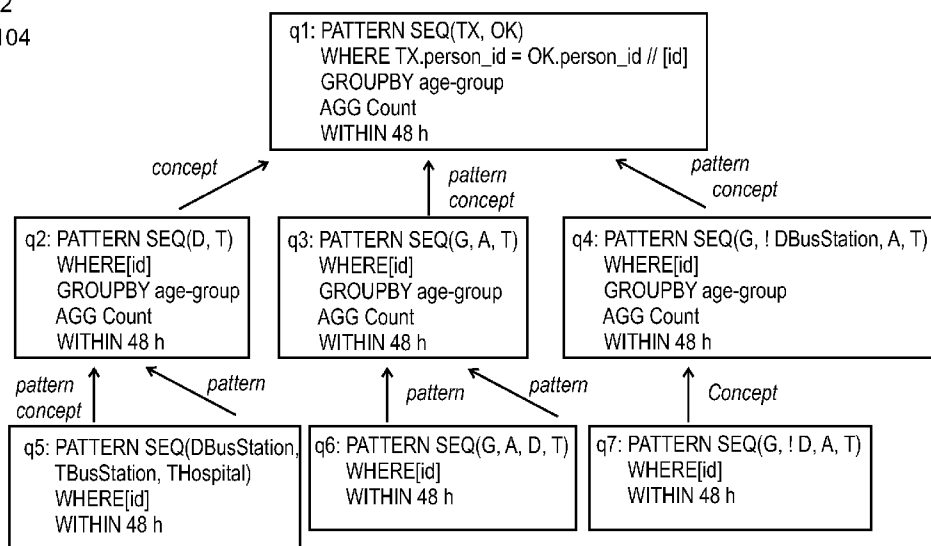 2
104
q1: PATTERN SEQ(TX, OK)
WHERE TX.person_id = OK.person_id // [id]
GROUPBY age-group
AGG Count
WITHIN 48 h
concept
pattern
concept
pattern
concept
q2: PATTERN SEQ(D, T)
WHERE[id]
GROUPBY age-group
AGG Count
WITHIN 48 h
q3: PATTERN SEQ(G, A, T)
WHERE[id]
GROUPBY age-group
AGG Count
WITHIN 48 h
q4: PATTERN SEQ(G, ! DBusStation, A, T)
WHERE[id]
GROUPBY age-group
AGG Count
WITHIN 48 h
pattern
concept
pattern
pattern
pattern
Concept
q5: PATTERN SEQ(DBusStation,
TBusStation, THospital)
WHERE[id]
WITHIN 48 h
q6: PATTERN SEQ(G, A, D, T)
WHERE[id]
WITHIN 48 h
q7: PATTERN SEQ(G, ! D, A, T)
WHERE[id]
WITHIN 48 h